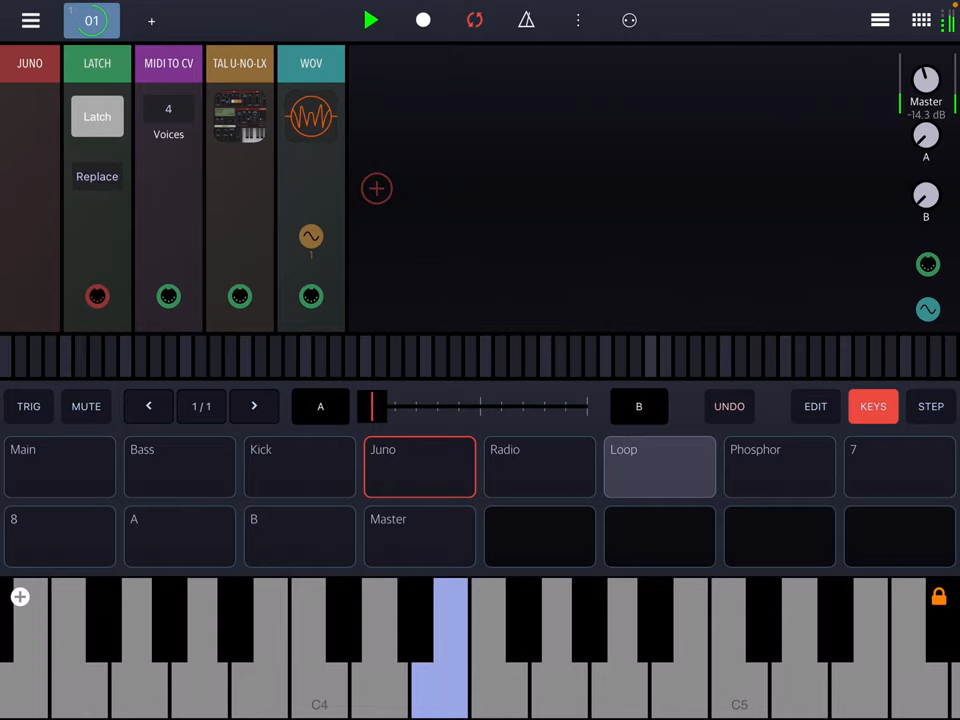 1
01
+
JUNO
LATCH
MIDI TO CV
TAL U-NO-LX
WOV
Latch
4
Voices
Replace
1
Master
-14.3 dB
A
B
TRIG
MUTE
1 / 1
A
B
UNDO
EDIT
KEYS
STEP
Main
Bass
Kick
Juno
Radio
Loop
Phosphor
7
8
A
B
Master
C4
C5